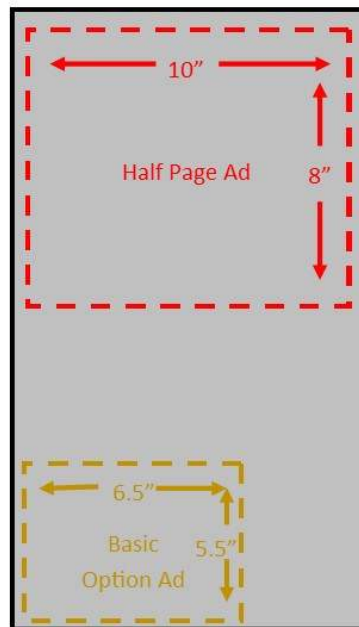 10”
Half Page Ad
8”
6.5”
Basic
5.5”
Option Ad